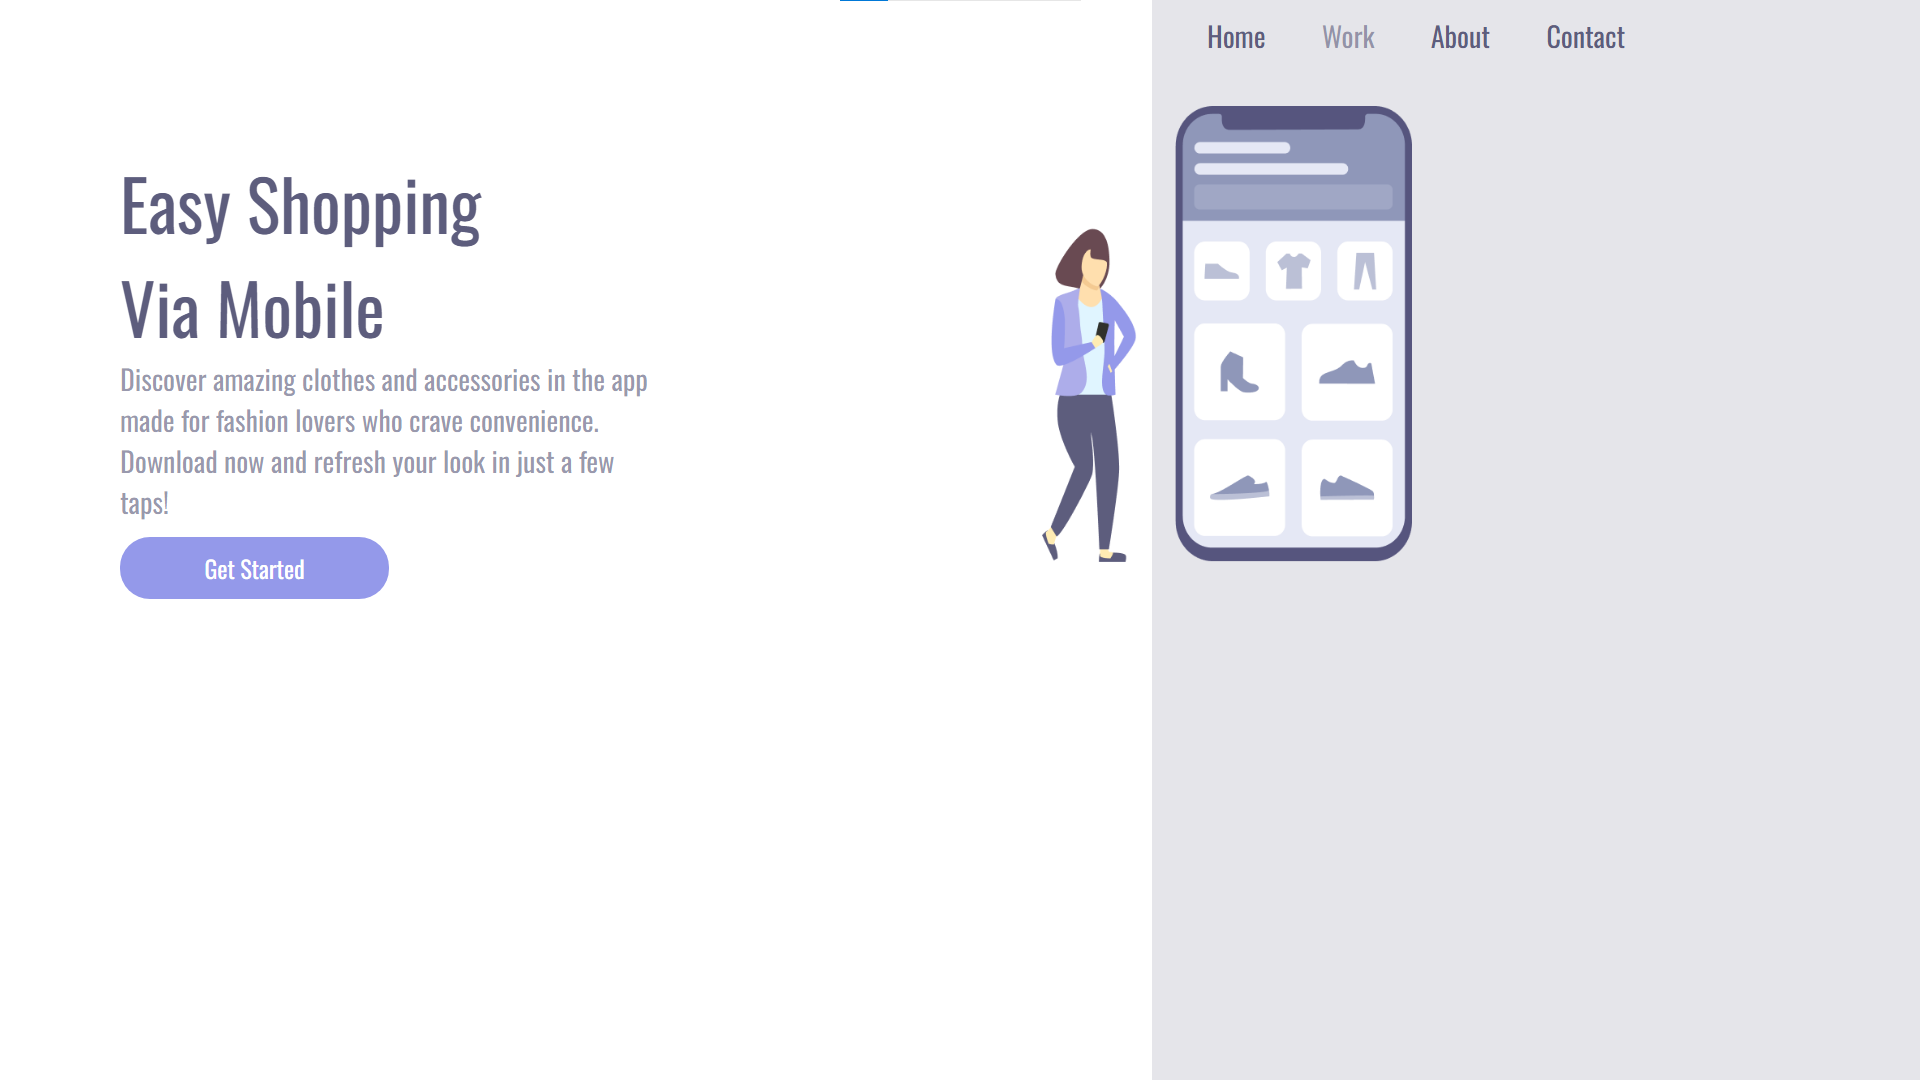 Home Work About Contact
Easy Shopping
Via Mobile
Discover amazing clothes and accessories in the app
made for fashion lovers who crave convenience.
Download now and refresh your look in just a few
taps!
Get Started